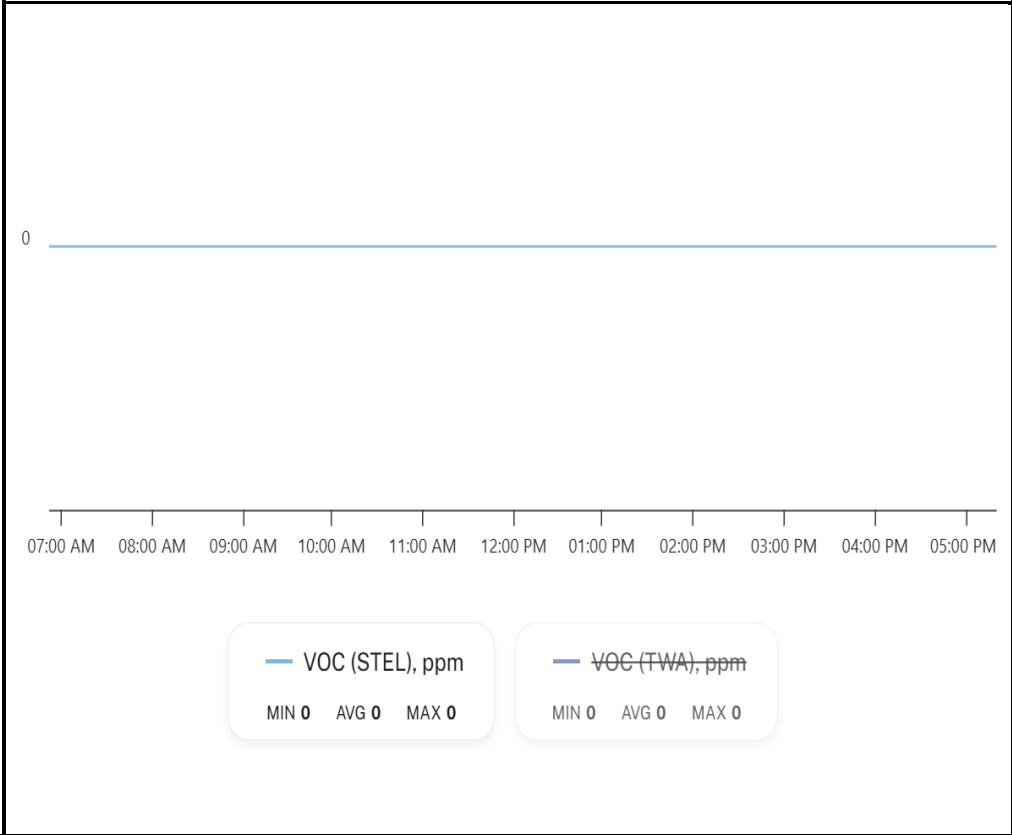 0
07:00 AM 08:00 AM 09:00 AM 10:00 AM 11:00 AM 12:00 PM 01:00 PM 02:00 PM 03:00 PM 04:00 PM 05:00 PM
VOC (STEL), ppm
MIN 0 AVG 0 MAX 0
VOC (TWA), ppm
MIN 0 AVG 0 MAX 0